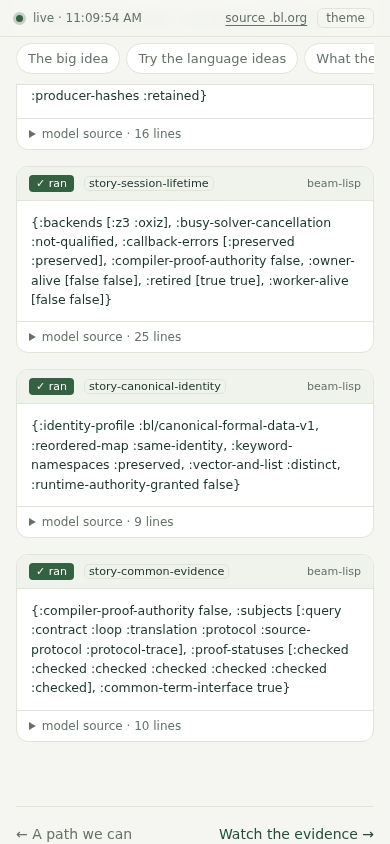 live · 11:09:54 AM source .bl.org theme
The big idea Try the language ideas What the
:producer-hashes :retained}
▶ model source · 16 lines
✓ ran story-session-lifetime beam-lisp
{:backends [:z3 :oxiz], :busy-solver-cancellation
:not-qualified, :callback-errors [:preserved
:preserved], :compiler-proof-authority false, :owner-
alive [false false], :retired [true true], :worker-alive
[false false]}
▶ model source · 25 lines
✓ ran story-canonical-identity beam-lisp
{:identity-profile :bl/canonical-formal-data-v1,
:reordered-map :same-identity, :keyword-
namespaces :preserved, :vector-and-list :distinct,
:runtime-authority-granted false}
▶ model source · 9 lines
✓ ran story-common-evidence beam-lisp
{:compiler-proof-authority false, :subjects [:query
:contract :loop :translation :protocol :source-
protocol :protocol-trace], :proof-statuses [:checked
:checked :checked :checked :checked :checked
:checked], :common-term-interface true}
▶ model source · 10 lines
← A path we can Watch the evidence →